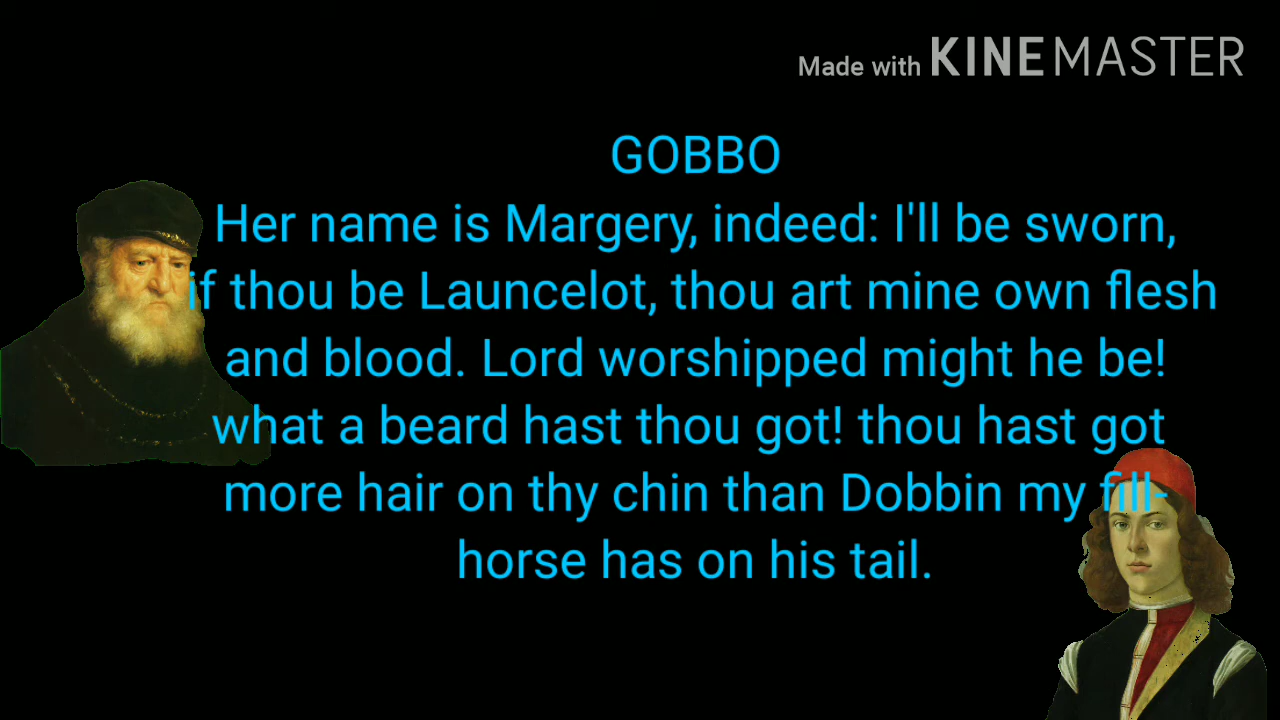 Made with KINEMASTER
GOBBO
Her name is Margery, indeed: I'll be sworn,
if thou be Launcelot, thou art mine own flesh
and blood. Lord worshipped might he be!
what a beard hast thou got! thou hast got
more hair on thy chin than Dobbin my fill-
horse has on his tail.